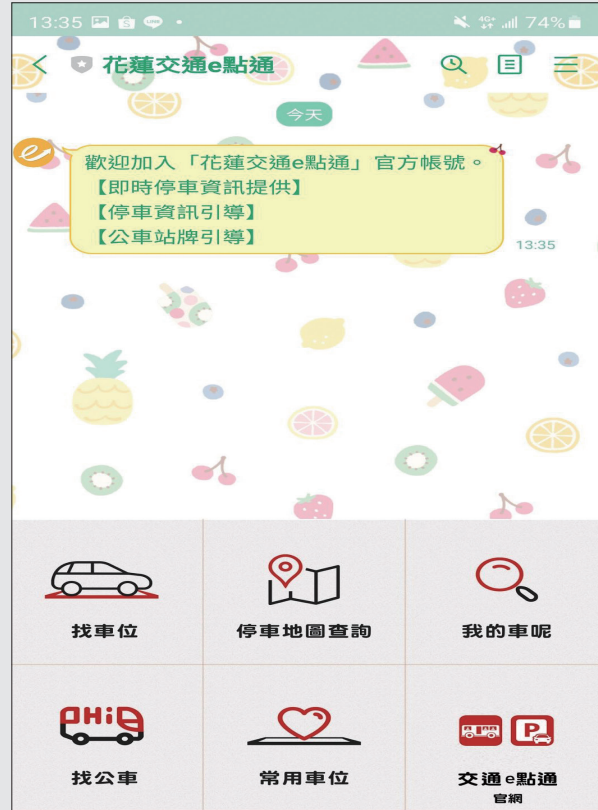 13:35
4G+
74%
花蓮交通e點通
今天
歡迎加入「花蓮交通e點通」官方帳號。
【即時停車資訊提供】
【停車資訊引導】
【公車站牌引導】
13:35
找車位
停車地圖查詢
我的車呢
找公車
常用車位
P
交通e點通
官網